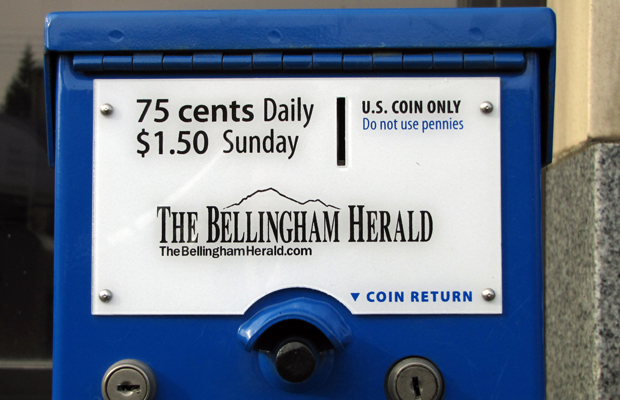 75 cents Daily
$1.50 Sunday
U.S. COIN ONLY
Do not use pennies
THE BELLINGHAM HERALD
TheBellinghamHerald.com
▼ COIN RETURN